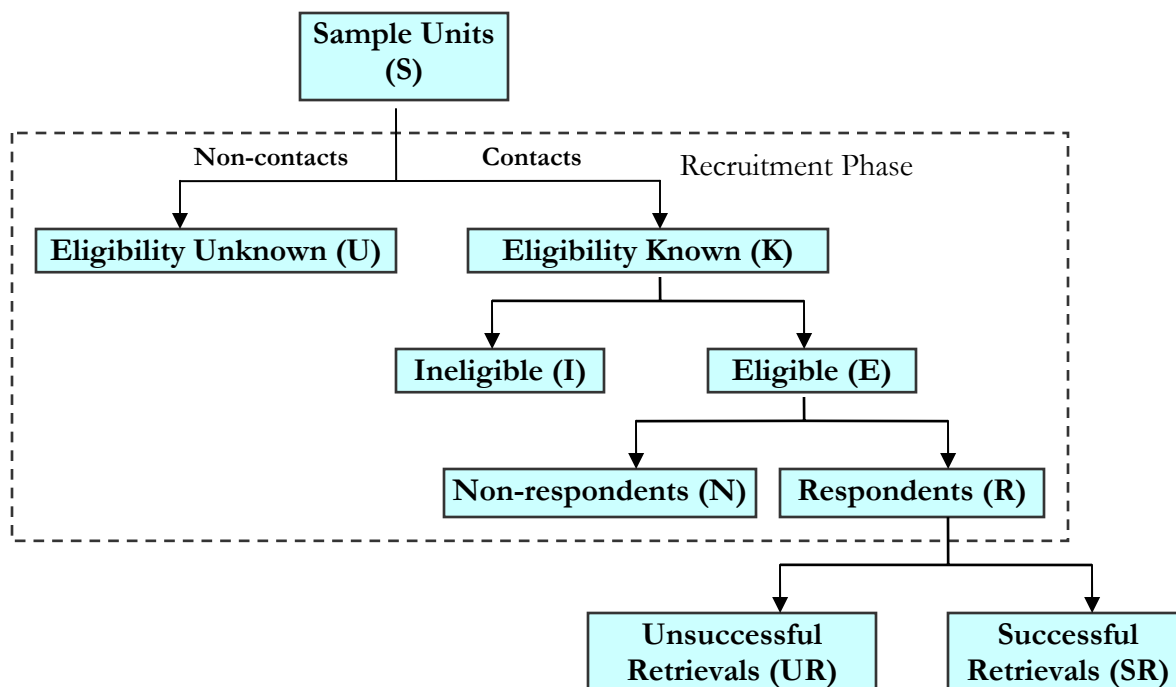 Sample Units
(S)
Non-contacts
Contacts
Recruitment Phase
Eligibility Unknown (U)
Eligibility Known (K)
Ineligible (I)
Eligible (E)
Non-respondents (N)
Respondents (R)
Unsuccessful
Retrievals (UR)
Successful
Retrievals (SR)